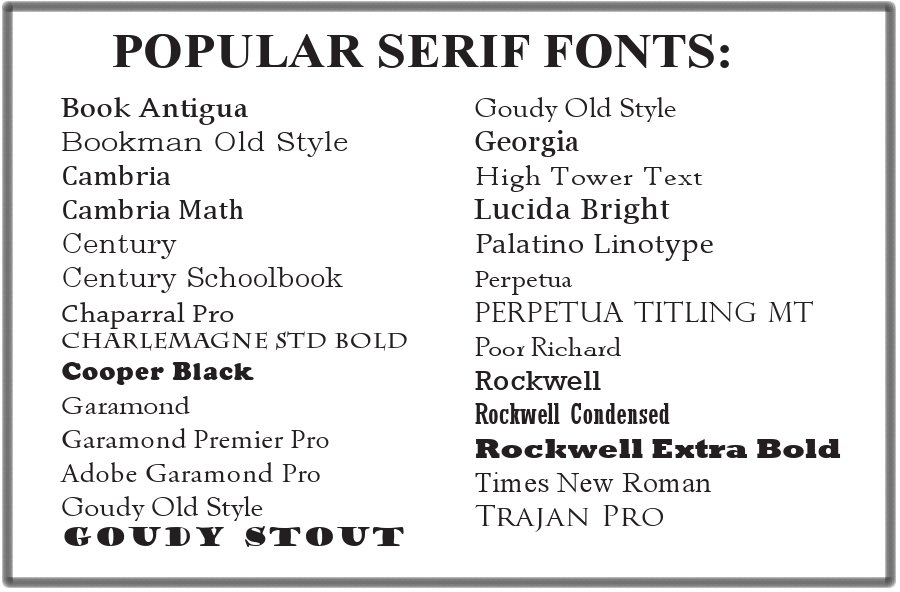 POPULAR SERIF FONTS:
Book Antigua
Bookman Old Style
Cambria
Cambria Math
Century
Century Schoolbook
Chaparral Pro
CHARLEMAGNE STD BOLD
Cooper Black
Garamond
Garamond Premier Pro
Adobe Garamond Pro
Goudy Old Style
GOUDY STOUT
Goudy Old Style
Georgia
High Tower Text
Lucida Bright
Palatino Linotype
Perpetua
PERPETUA TITLING MT
Poor Richard
Rockwell
Rockwell Condensed
Rockwell Extra Bold
Times New Roman
TRAJAN PRO